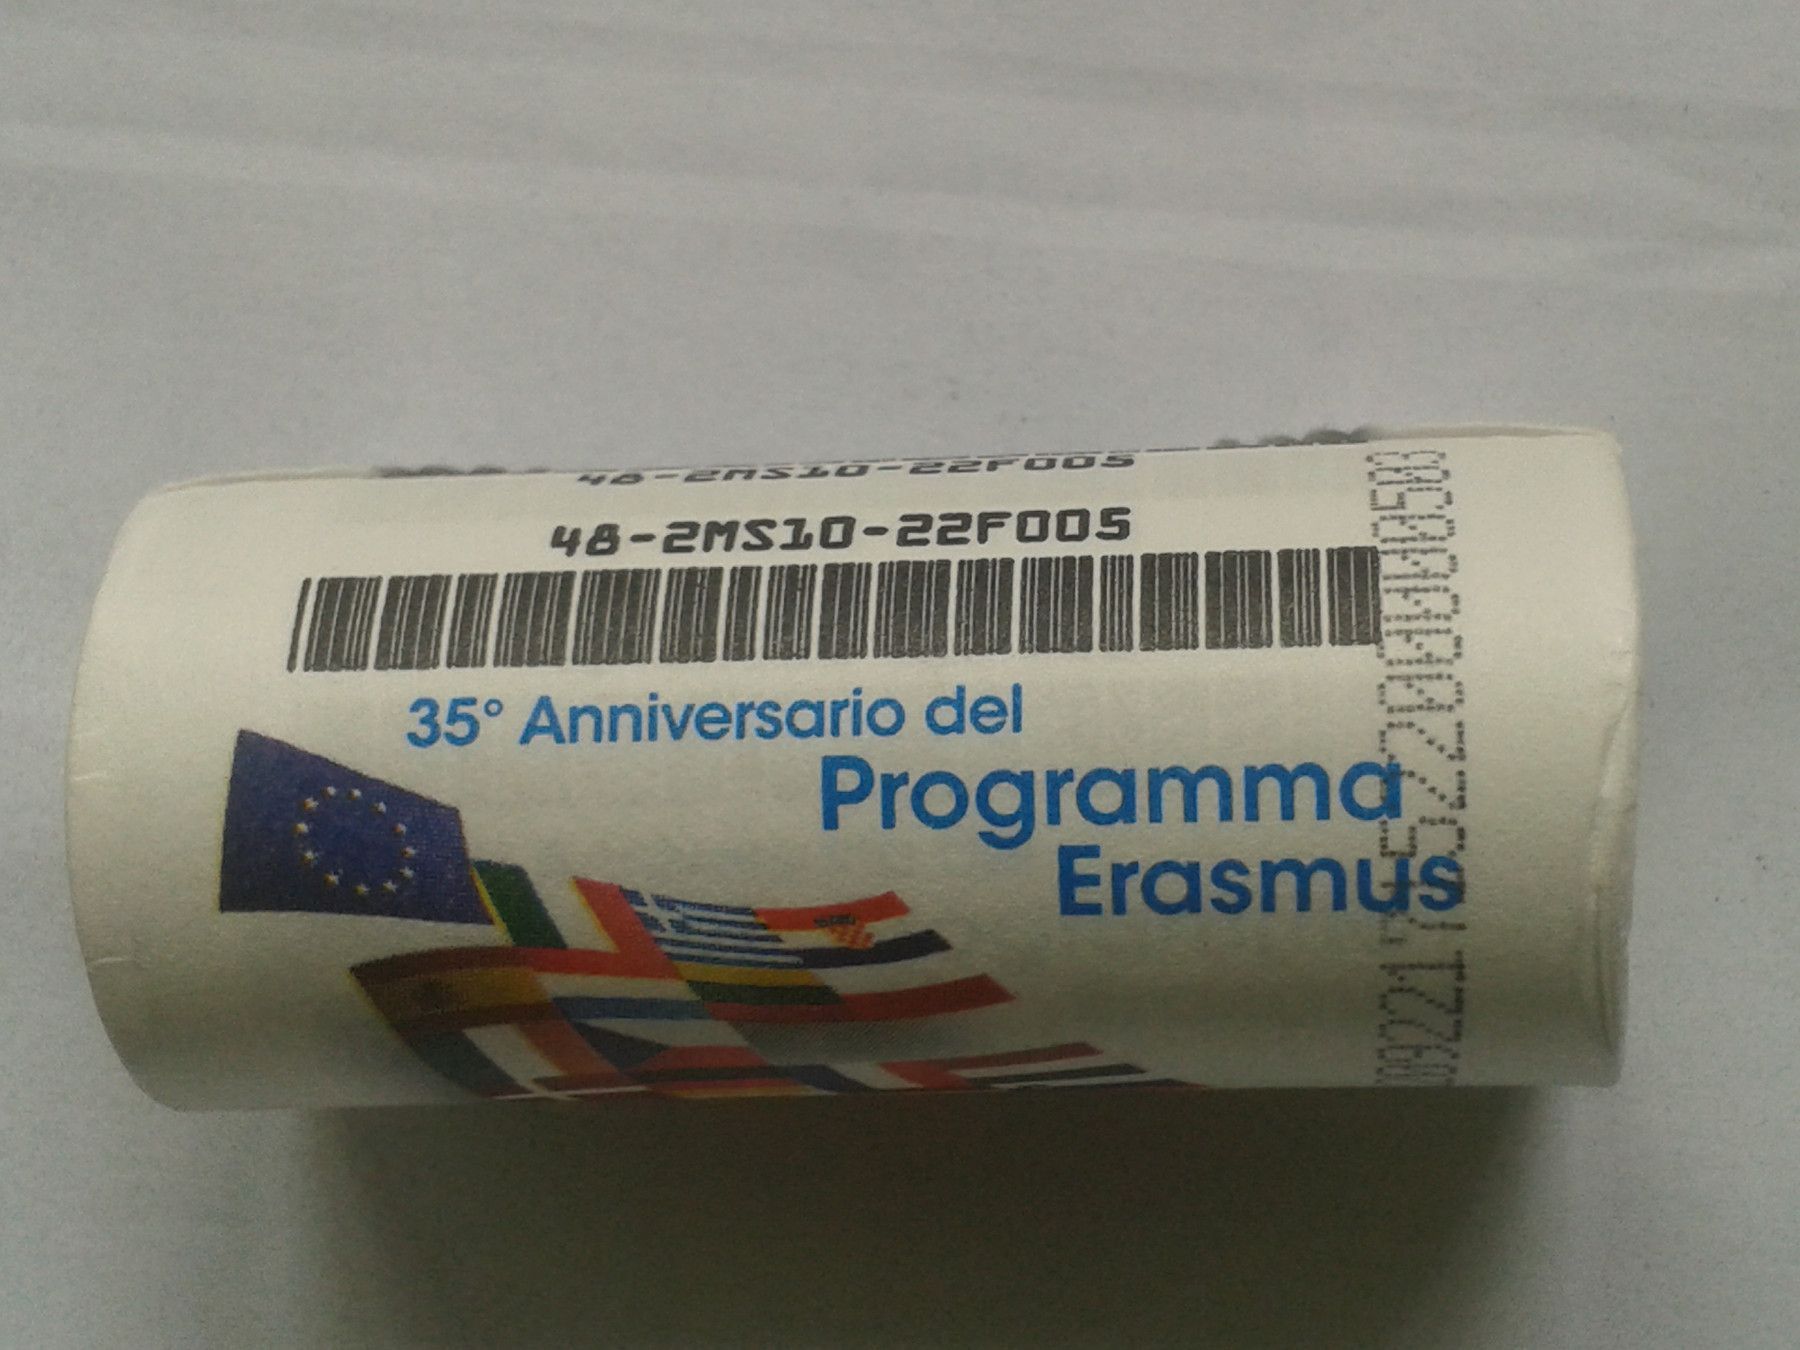 48-2MS10-22F005
48-2MS10-22F005
35° Anniversario del
Programma
Erasmus